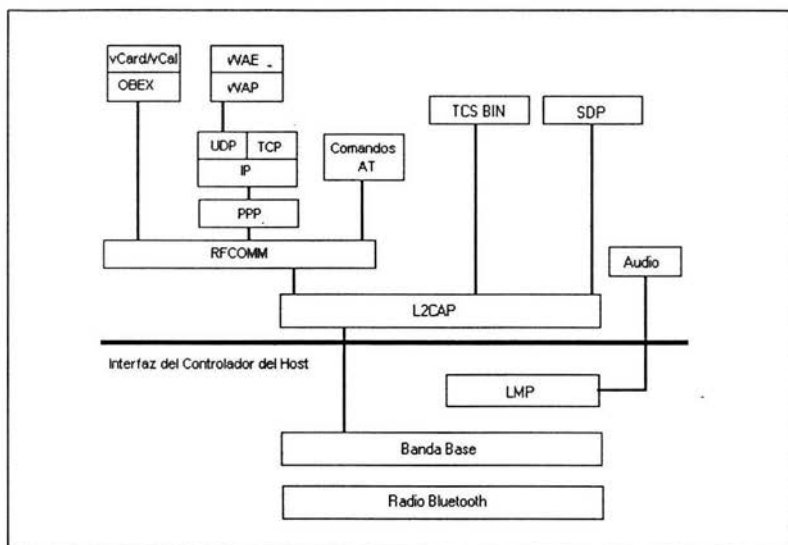 vCard/vCal
OBEX
WAE
WAP
UDP
TCP
IP
PPP
Comandos
AT
TCS BIN
SDP
RFCOMM
Audio
L2CAP
Interfaz del Controlador del Host
LMP
Banda Base
Radio Bluetooth